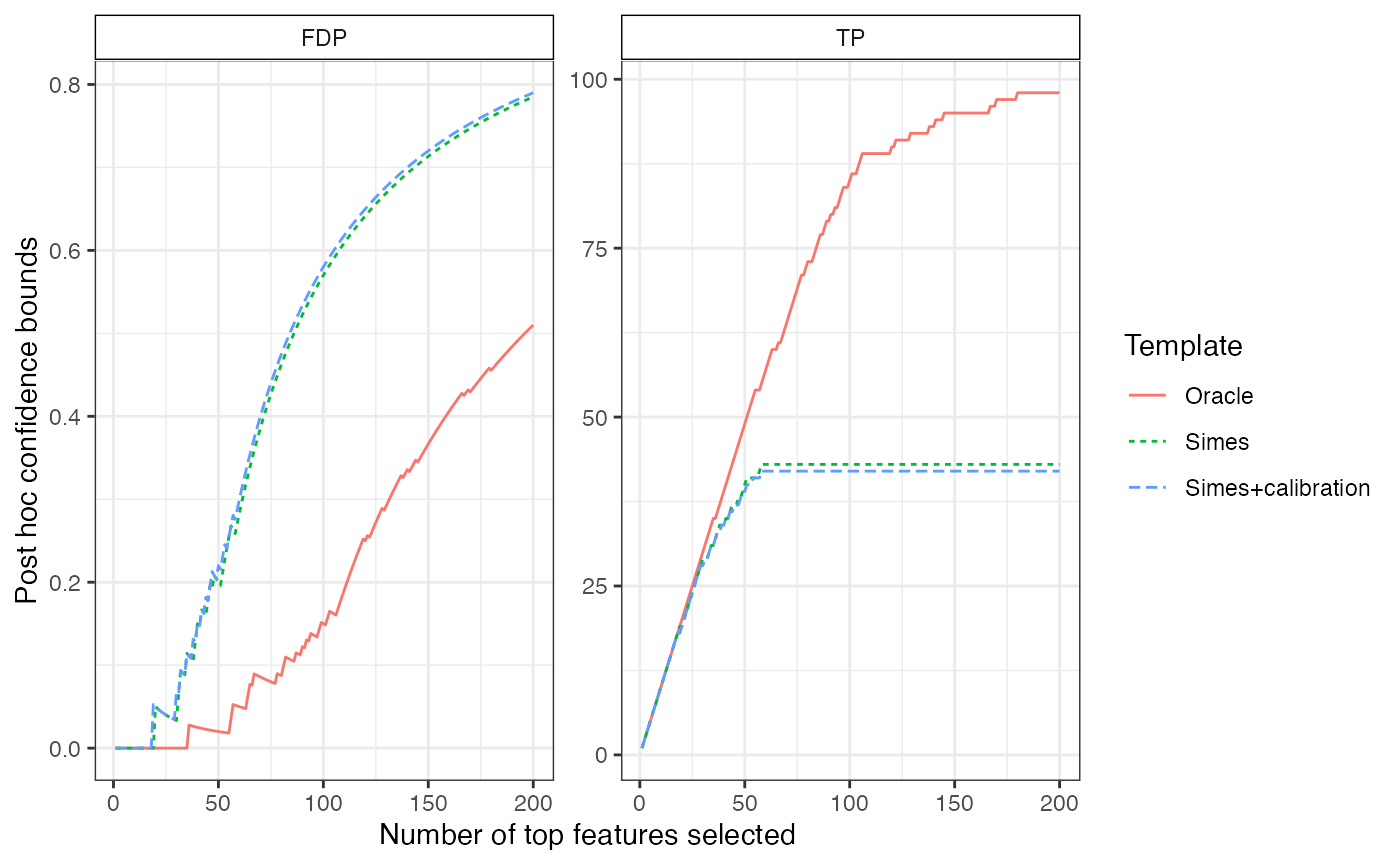 FDP
TP
Post hoc confidence bounds
0.8
0.6
0.4
0.2
0.0
100
75
50
25
0
0 50 100 150 200
0 50 100 150 200
Number of top features selected
Template
Oracle
Simes
Simes+calibration